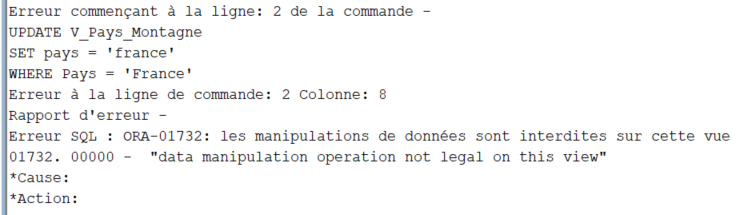 Erreur commençant à la ligne: 2 de la commande -
UPDATE V_Pays_Montagne
SET pays = 'france'
WHERE Pays = 'France'
Erreur à la ligne de commande: 2 Colonne: 8
Rapport d'erreur -
Erreur SQL : ORA-01732: les manipulations de données sont interdites sur cette vue
01732. 00000 -  "data manipulation operation not legal on this view"
*Cause:
*Action: